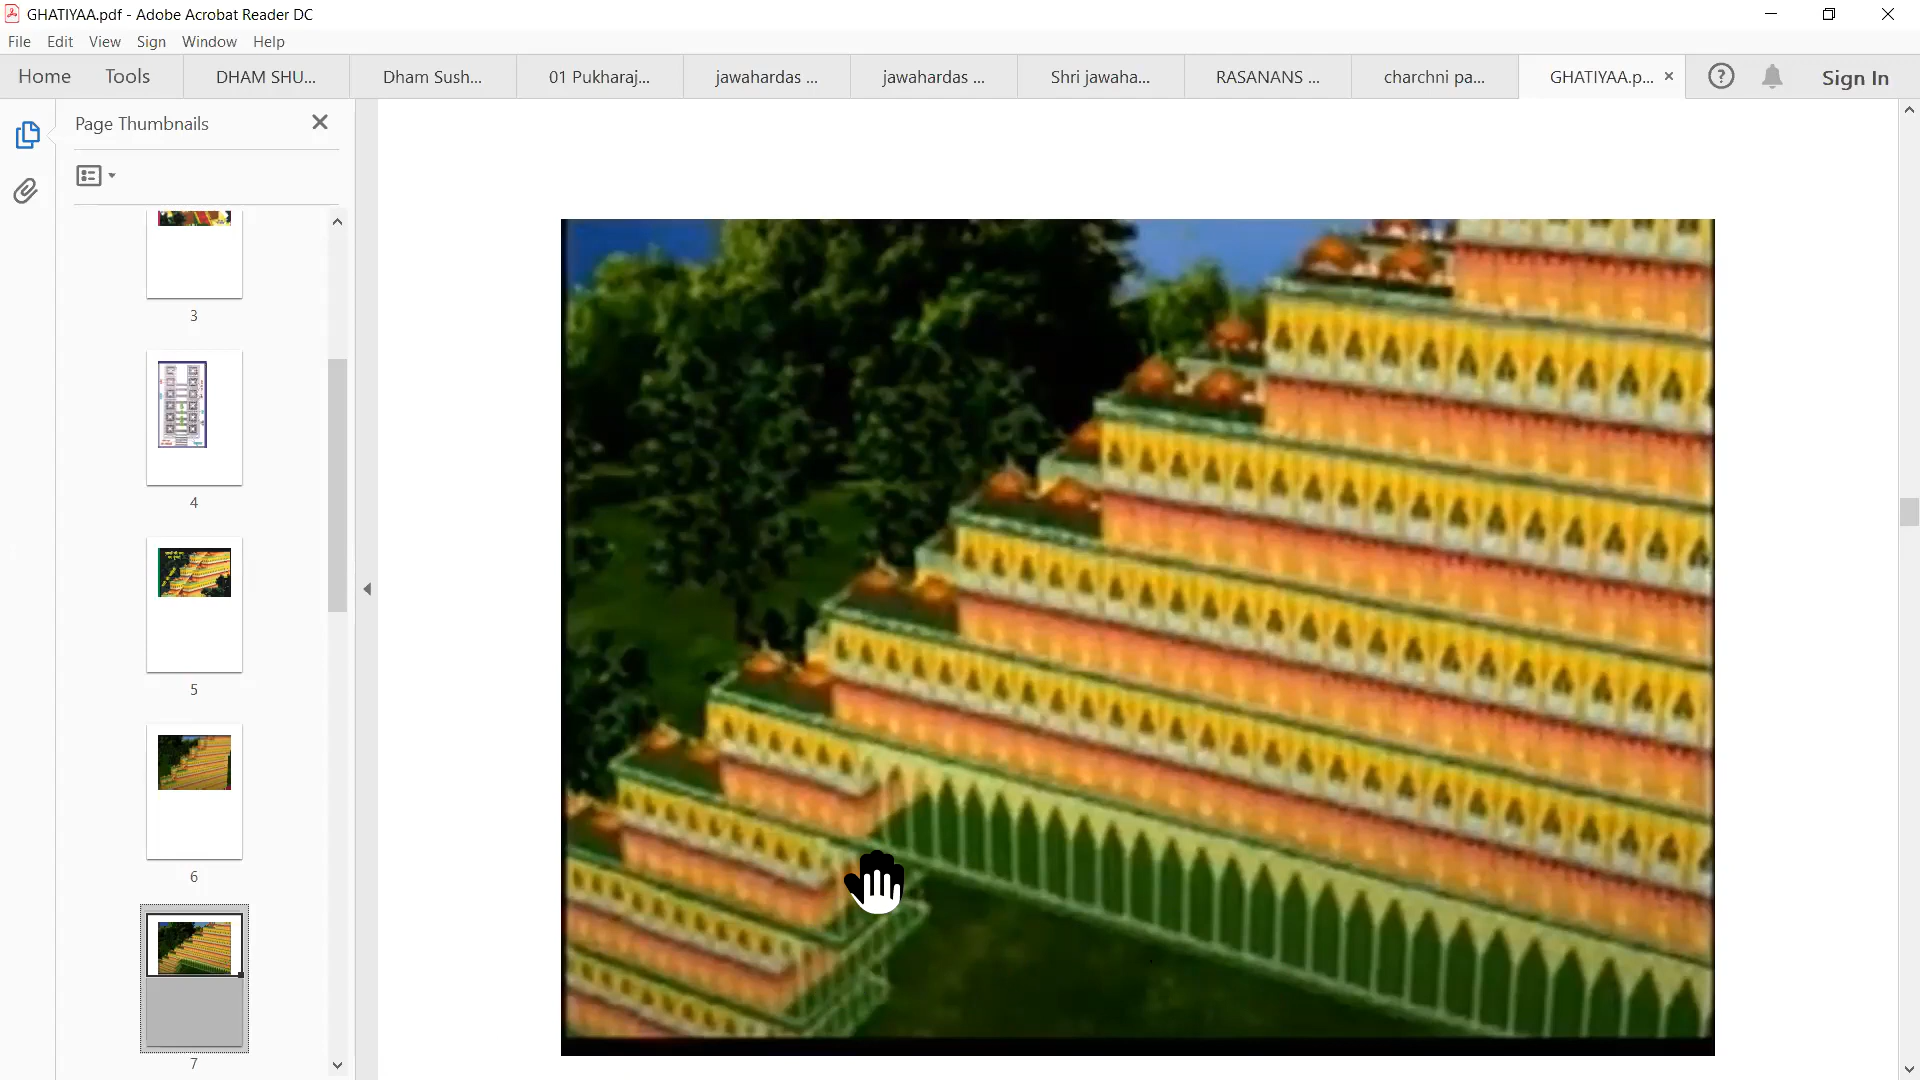 GHATIYAA.pdf - Adobe Acrobat Reader DC
File Edit View Sign Window Help
Home Tools DHAM SHU... Dham Sush... 01 Pukharaj... jawahardas ... jawahardas ... Shri jawaha... RASANANS ... charchni pa... GHATIYAA.p... Sign In
Page Thumbnails
3
4
5
6
7